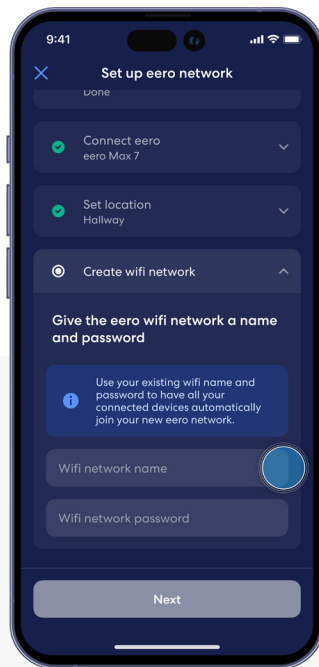 9:41
Set up eero network
Done
Connect eero
eero Max 7
Set location
Hallway
Create wifi network
Give the eero wifi network a name
and password
Use your existing wifi name and
password to have all your
connected devices automatically
join your new eero network.
Wifi network name
Wifi network password
Next